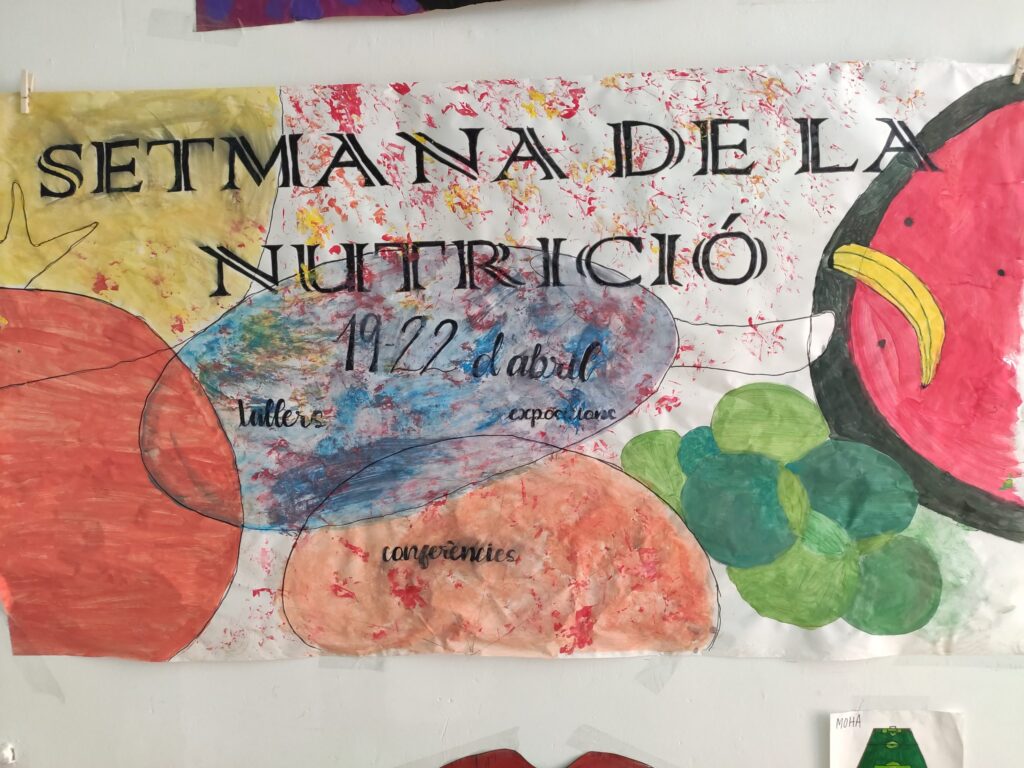 SETMANA DE LA
NUTRICIÓ
19-22 d'abril
tallers exposicions
conferències
MOHA